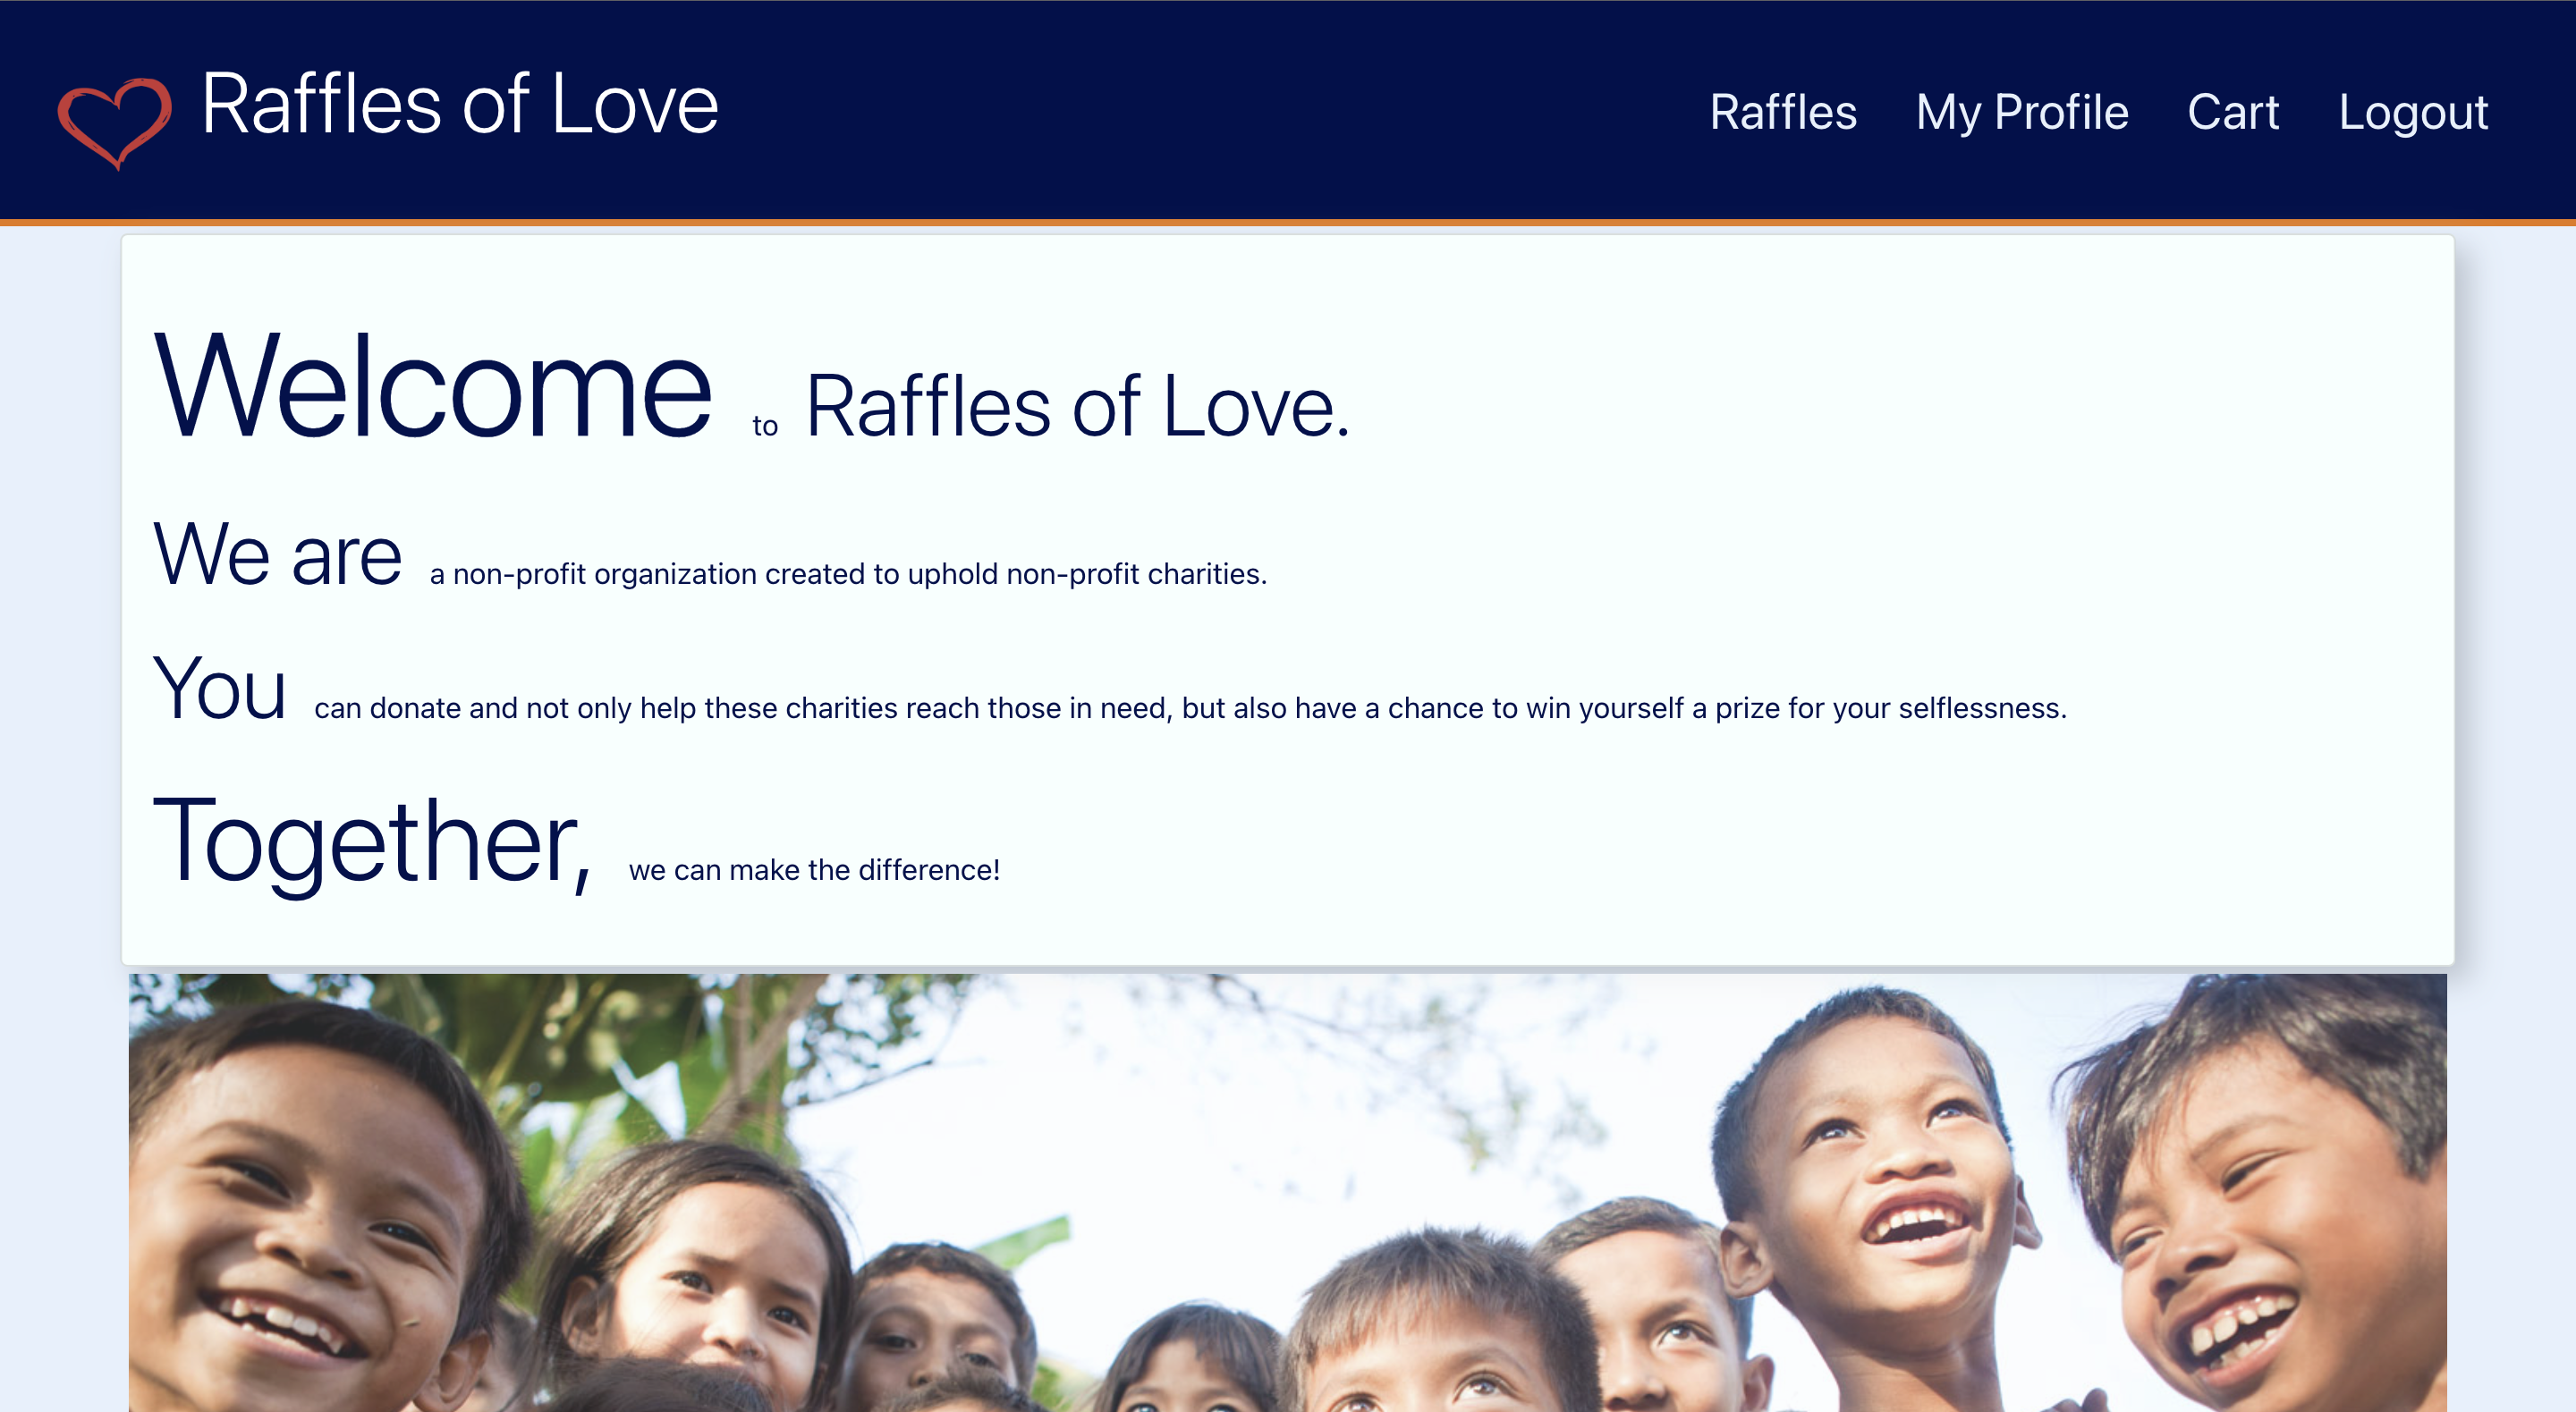 Raffles of Love
Raffles My Profile Cart Logout
Welcome to Raffles of Love.
We are a non-profit organization created to uphold non-profit charities.
You can donate and not only help these charities reach those in need, but also have a chance to win yourself a prize for your selflessness.
Together, we can make the difference!